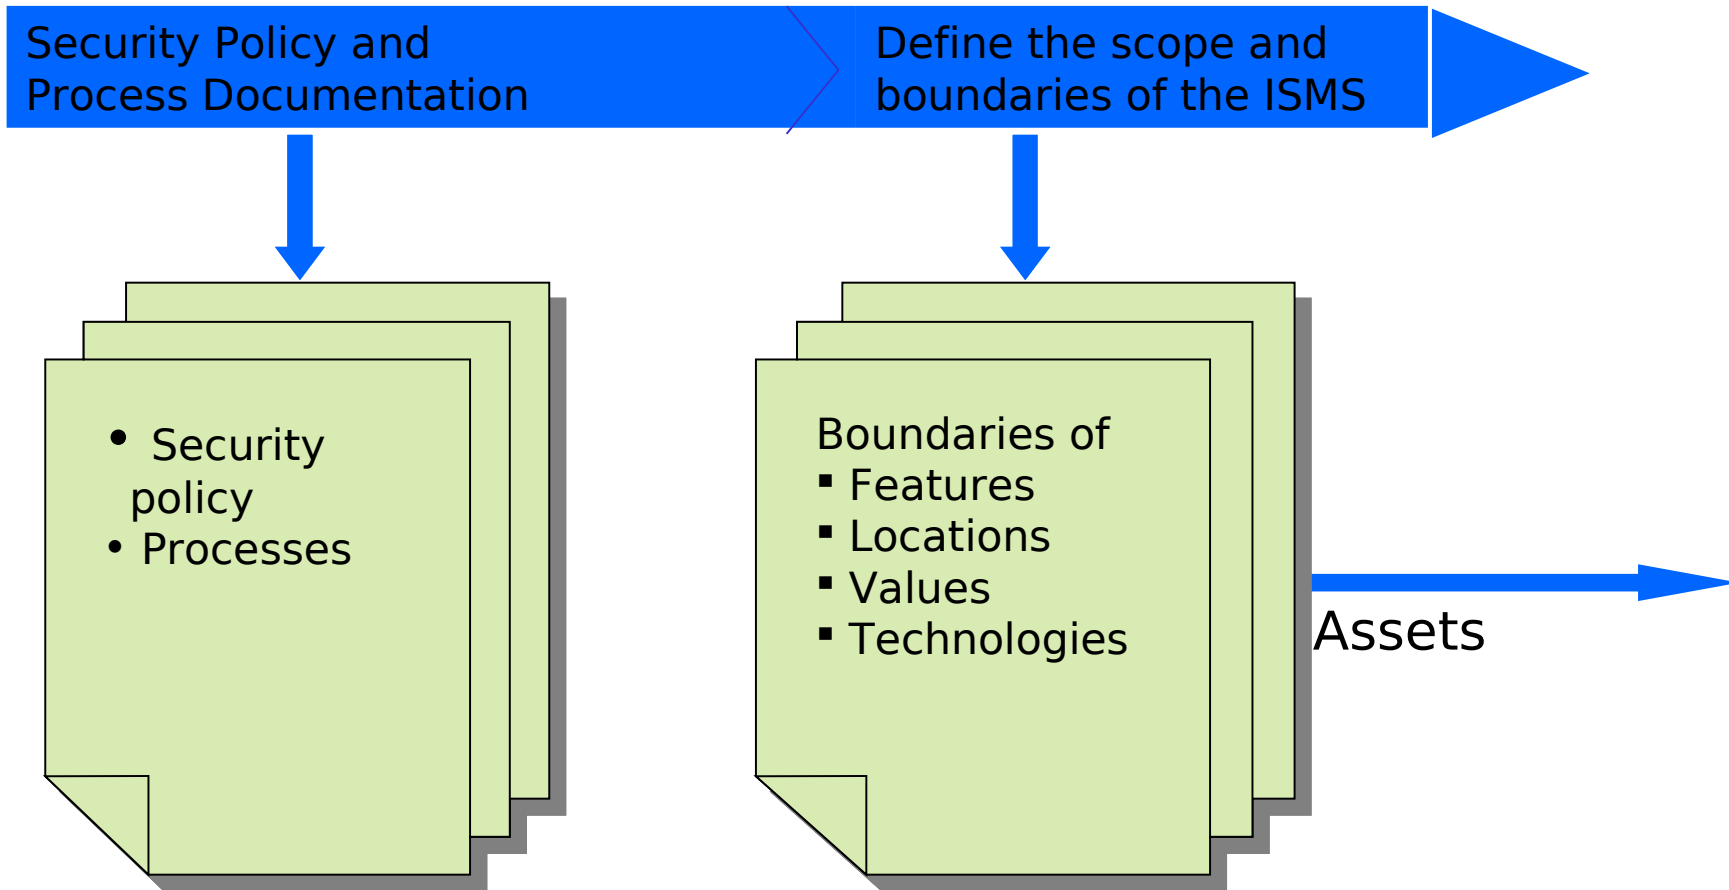 Security Policy and
Process Documentation
Define the scope and
boundaries of the ISMS
• Security
policy
• Processes
Boundaries of
▪ Features
▪ Locations
▪ Values
▪ Technologies
Assets